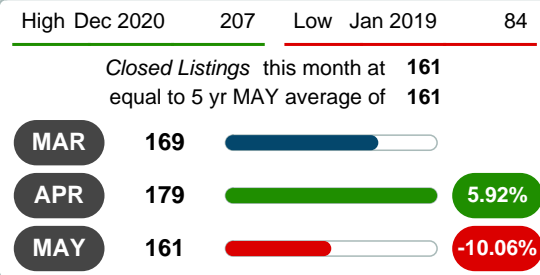 High Dec 2020 207 Low Jan 2019 84
Closed Listings this month at 161
equal to 5 yr MAY average of 161
MAR 169
APR 179 5.92%
MAY 161 -10.06%